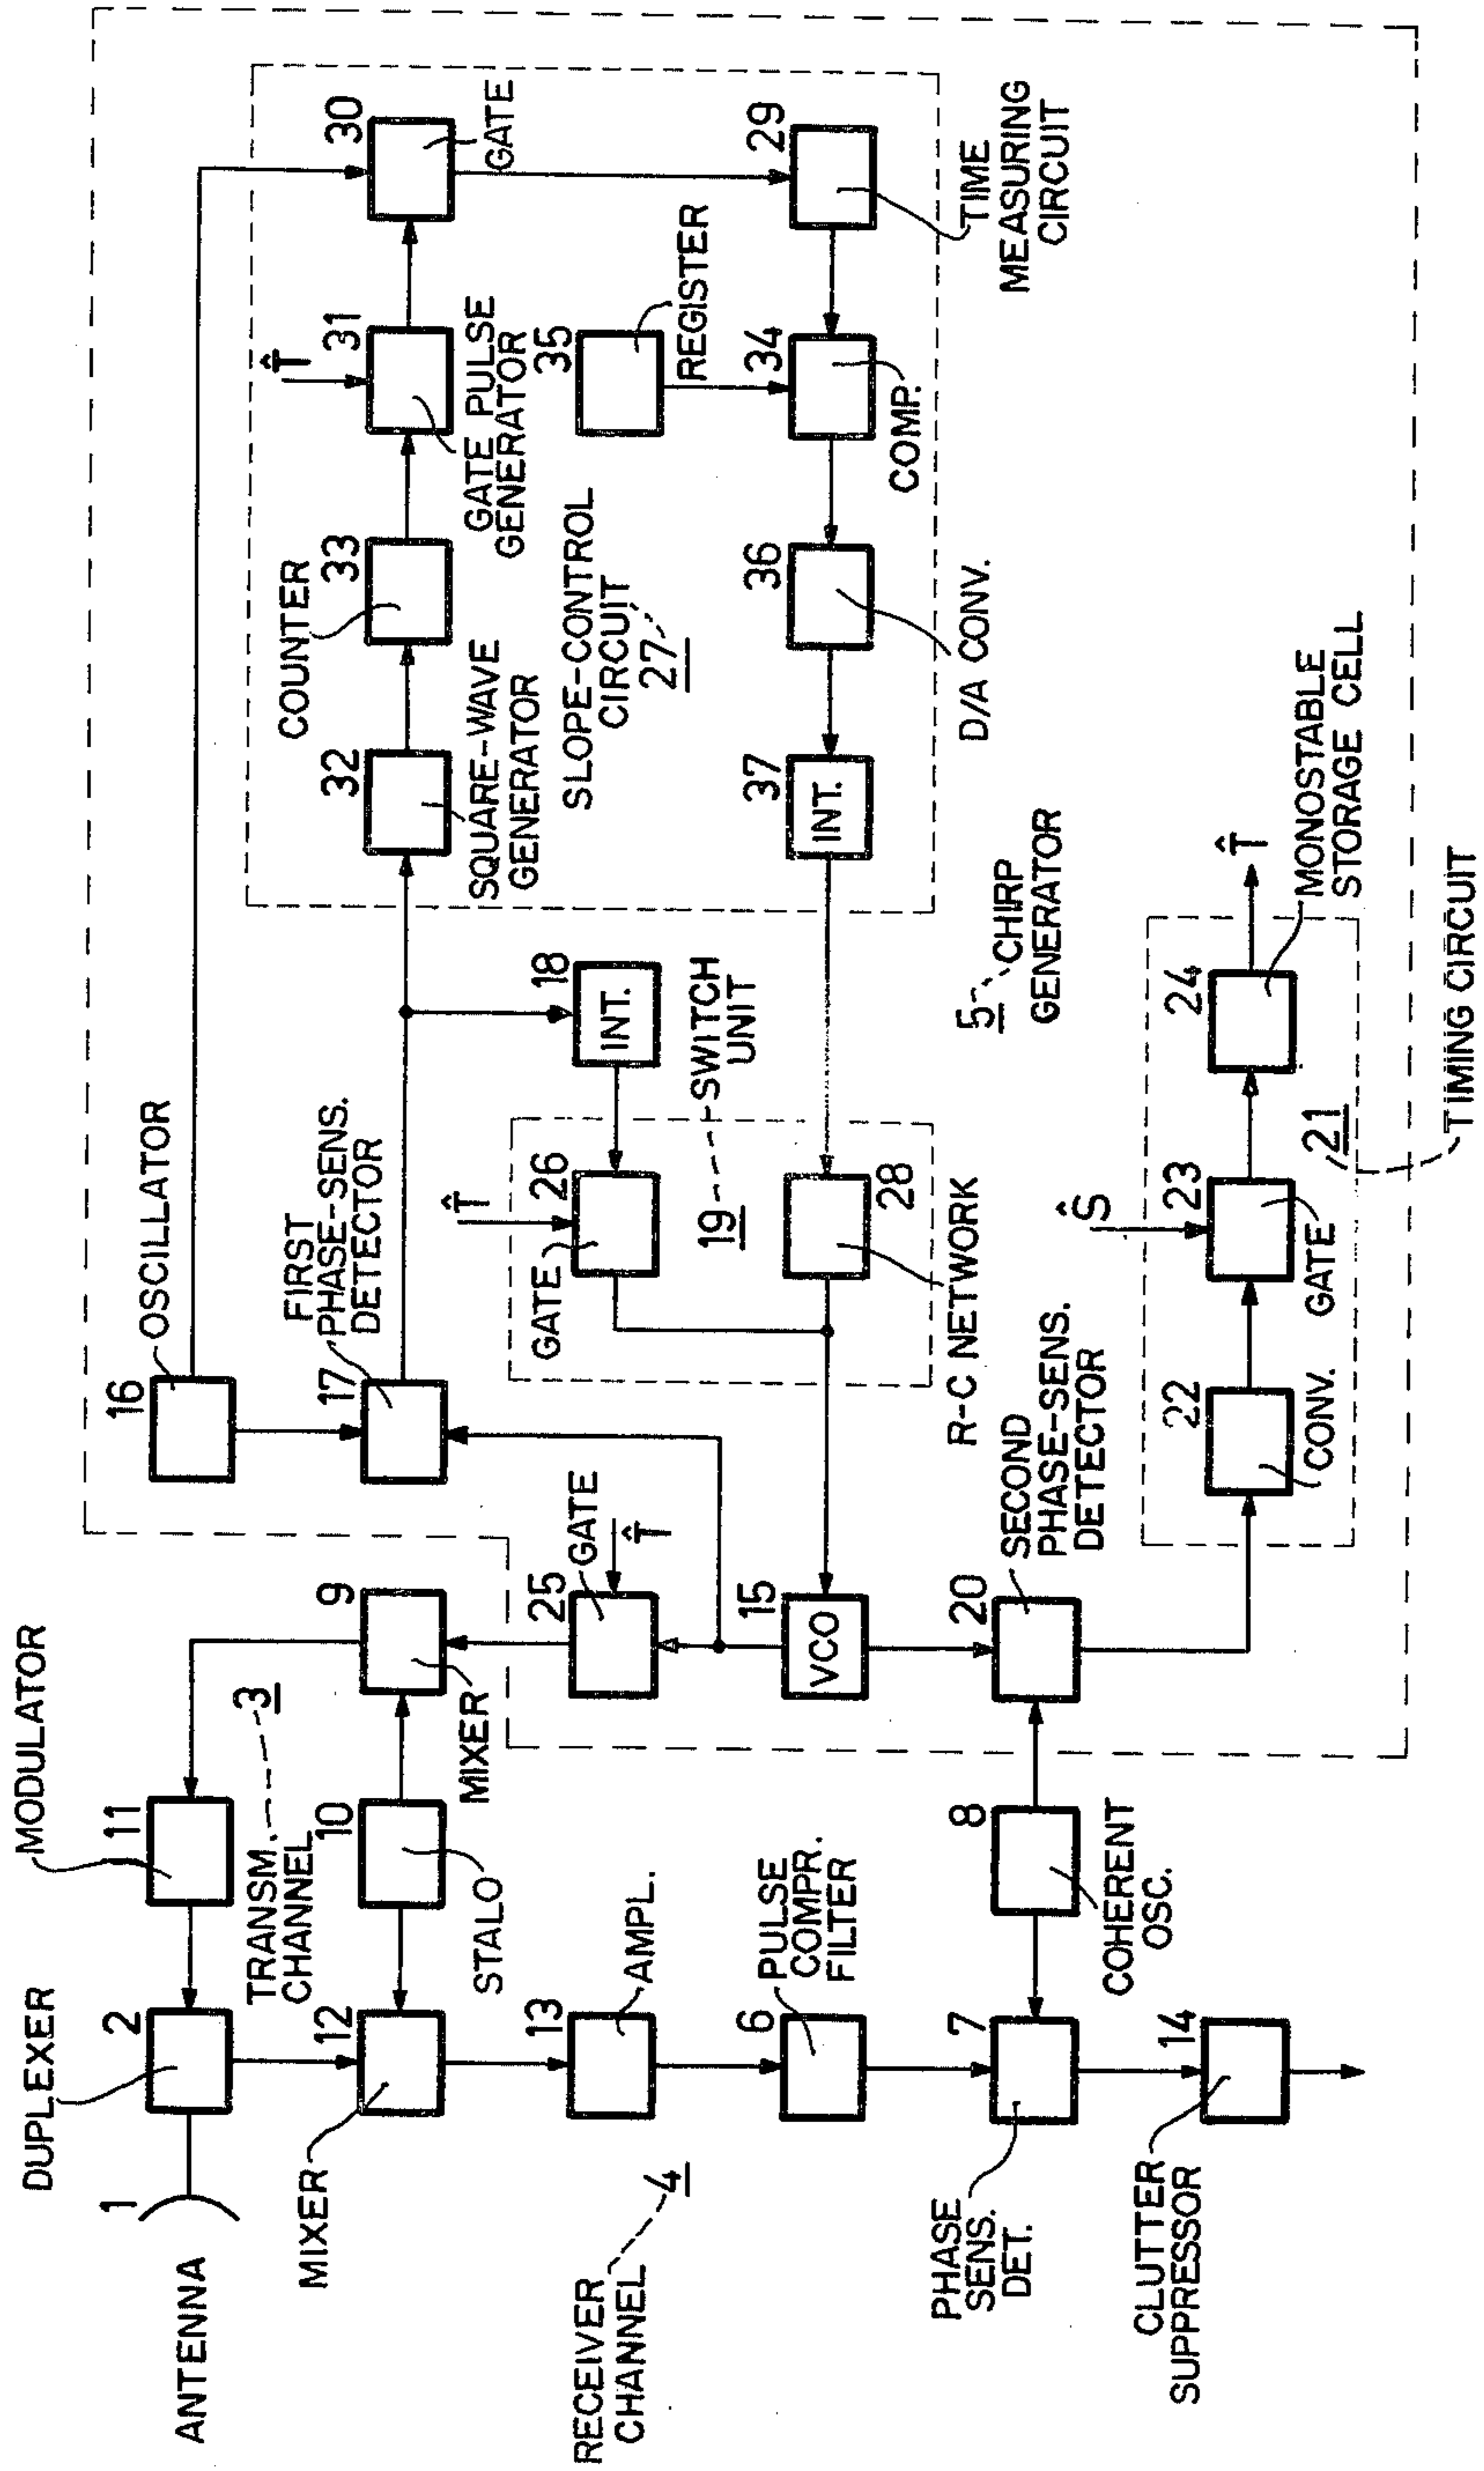 DUPLEXER
MODULATOR
1
2
11
16
OSCILLATOR
ANTENNA
TRANSM.
CHANNEL
3
MIXER
12
10
9
17
FIRST
PHASE-SENS.
DETECTOR
COUNTER
32
33
T̂
31
30
STALO
MIXER
SQUARE-WAVE
GENERATOR
GATE PULSE
GENERATOR
GATE
13
AMPL.
25
GATE
T̂
GATE
T̂
26
18
INT.
35
REGISTER
SLOPE-CONTROL
CIRCUIT
27
RECEIVER
CHANNEL
4
19
SWITCH
UNIT
6
PULSE
COMPR.
FILTER
15
VCO
28
R-C NETWORK
37
INT.
36
D/A CONV.
34
COMP.
29
TIME
MEASURING
CIRCUIT
5
CHIRP
GENERATOR
PHASE
SENS.
DET.
7
8
COHERENT
OSC.
20
SECOND
PHASE-SENS.
DETECTOR
Ŝ
CLUTTER
SUPPRESSOR
14
22
CONV.
23
GATE
24
T̂
MONOSTABLE
STORAGE CELL
21
TIMING CIRCUIT